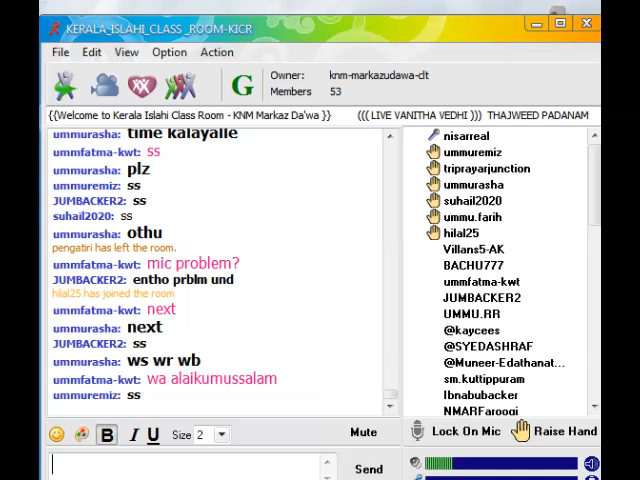 KERALA_ISLAHI_CLASS _ROOM-KICR
File Edit View Option Action
G
Owner: knm-markazudawa-clt
Members 53
{{Welcome to Kerala Islahi Class Room - KNM Markaz Da'wa }} ((( LIVE VANITHA VEDHI ))) THAJWEED PADANAM
ummurasha: time kalayalle
ummfatma-kwt: ss
ummurasha: plz
ummuremiz: ss
JUMBACKER2: ss
suhail2020: ss
ummurasha: othu
pengatiri has left the room.
ummfatma-kwt: mic problem?
JUMBACKER2: entho prblm und
hilal25 has joined the room
ummfatma-kwt: next
ummurasha: next
JUMBACKER2: ss
ummurasha: ws wr wb
ummfatma-kwt: wa alaikumussalam
ummuremiz: ss
nisarreal
ummuremiz
triprayarjunction
ummurasha
suhail2020
ummu.farih
hilal25
Villans5-AK
BACHU777
ummfatma-kwt
JUMBACKER2
UMMU.RR
@kaycees
@SYEDASHRAF
@Muneer-Edathanat...
sm.kuttippuram
Ibnabubacker
NMARFarooqi
B I U Size 2 Mute
Lock On Mic Raise Hand
Send